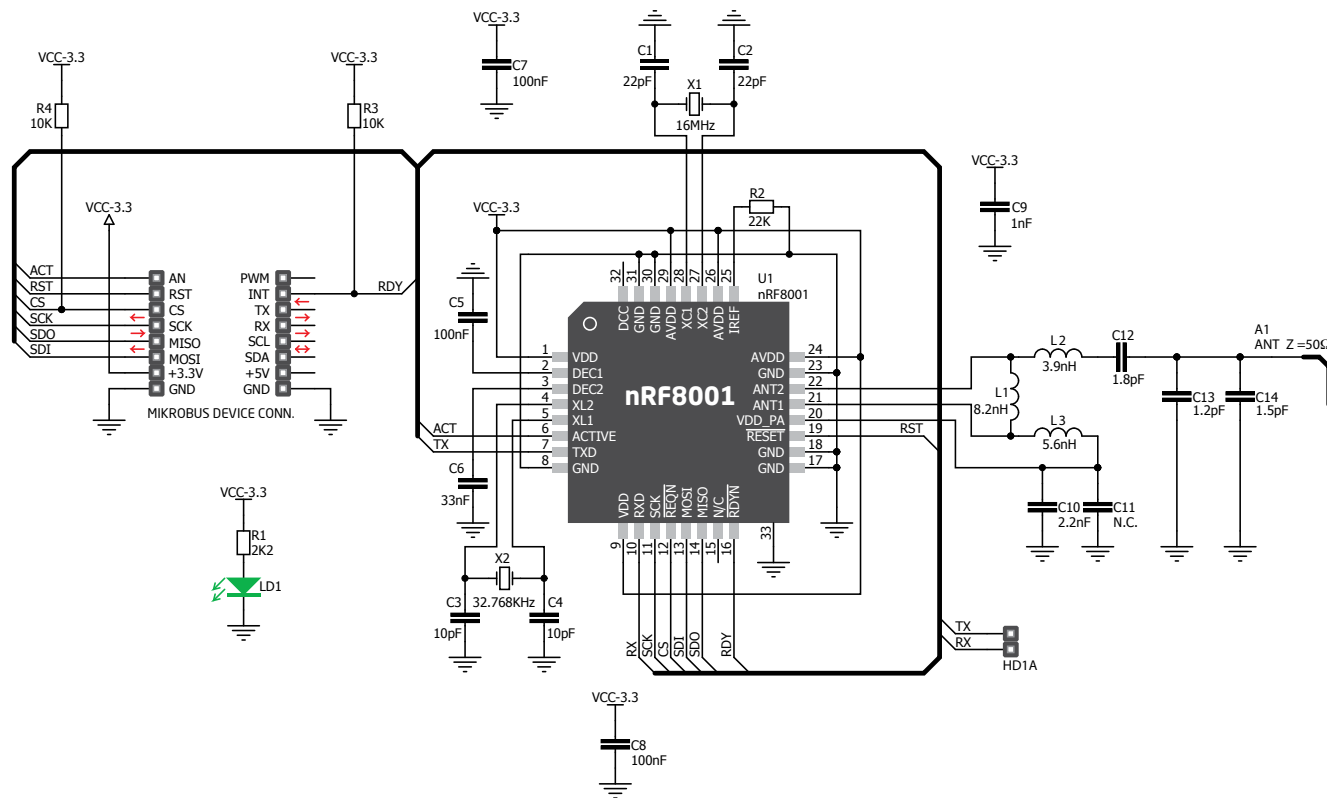 VCC-3.3
C7
100nF
C1
22pF
C2
22pF
X1
16MHz
VCC-3.3
R4
10K
VCC-3.3
R3
10K
VCC-3.3
C9
1nF
VCC-3.3
VCC-3.3
R2
22K
ACT
RST
CS
SCK
SDO
SDI
AN
RST
CS
SCK
MISO
MOSI
+3.3V
GND
PWM
INT
TX
RX
SCL
SDA
+5V
GND
RDY
MIKROBUS DEVICE CONN.
C5
100nF
C6
33nF
ACT
TX
U1
nRF8001
32
31
30
29
28
27
26
25
DCC
GND
GND
AVDD
XC1
XC2
AVDD
IREF
1 VDD
2 DEC1
3 DEC2
4 XL2
5 XL1
6 ACTIVE
7 TXD
8 GND
nRF8001
AVDD 24
GND 23
ANT2 22
ANT1 21
VDD_PA 20
RESET 19
GND 18
GND 17
RST
VDD
RXD
SCK
REQN
MOSI
MISO
N/C
RDYN
9
10
11
12
13
14
15
16
33
RX
SCK
CS
SDI
SDO
RDY
L2
3.9nH
C12
1.8pF
L1
8.2nH
L3
5.6nH
A1
ANT Z =50Ω
C13
1.2pF
C14
1.5pF
C10
2.2nF
C11
N.C.
VCC-3.3
R1
2K2
LD1
X2
32.768KHz
C3
10pF
C4
10pF
TX
RX
HD1A
VCC-3.3
C8
100nF